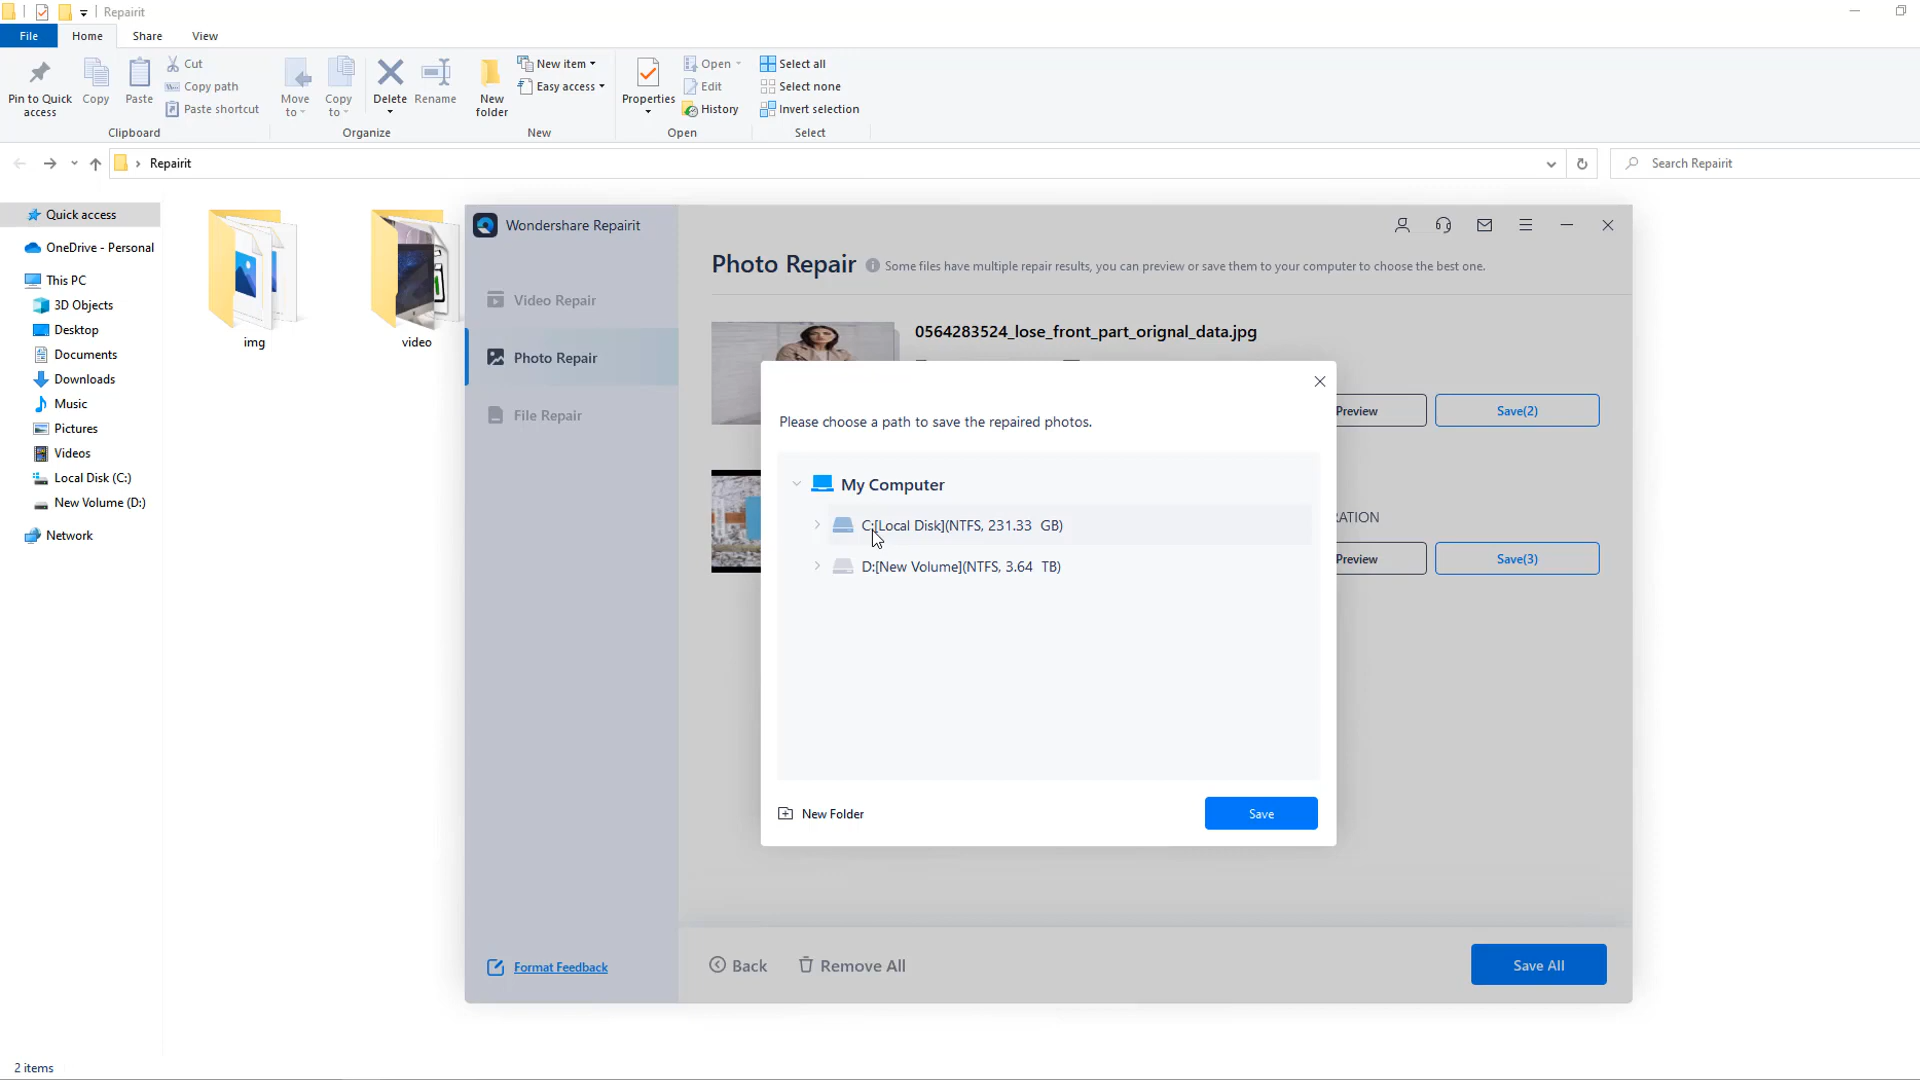 Repairit
File
Home
Share
View
Pin to Quick access
Copy
Paste
Cut
Copy path
Paste shortcut
Clipboard
Move to
Copy to
Delete
Rename
Organize
New folder
New item
Easy access
New
Properties
Open
Edit
History
Open
Select all
Select none
Invert selection
Select
Repairit
Search Repairit
Quick access
OneDrive - Personal
This PC
3D Objects
Desktop
Documents
Downloads
Music
Pictures
Videos
Local Disk (C:)
New Volume (D:)
Network
img
video
Wondershare Repairit
Video Repair
Photo Repair
File Repair
Format Feedback
Photo Repair
Some files have multiple repair results, you can preview or save them to your computer to choose the best one.
0564283524_lose_front_part_orignal_data.jpg
Preview
Save(2)
RATION
Preview
Save(3)
Please choose a path to save the repaired photos.
My Computer
C:[Local Disk](NTFS, 231.33 GB)
D:[New Volume](NTFS, 3.64 TB)
New Folder
Save
Back
Remove All
Save All
2 items